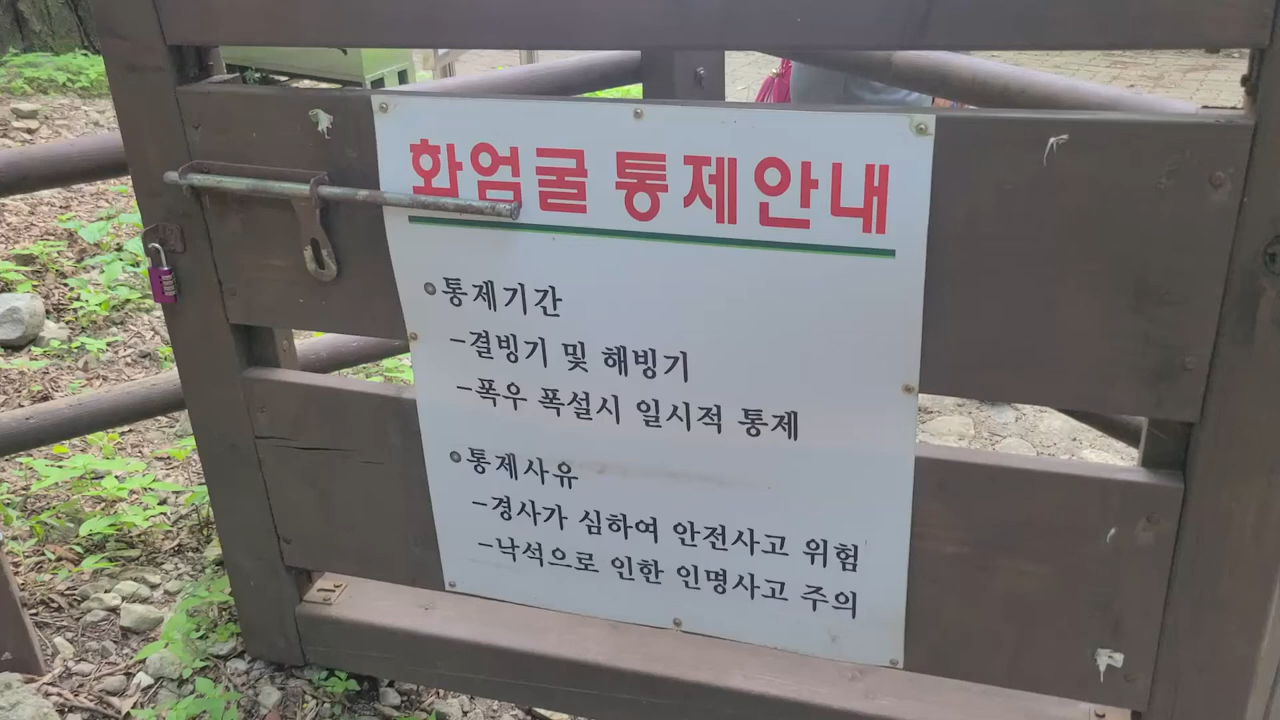 화엄굴 통제안내
●통제기간
-결빙기 및 해빙기
-폭우 폭설시 일시적 통제
●통제사유
-경사가 심하여 안전사고 위험
-낙석으로 인한 인명사고 주의